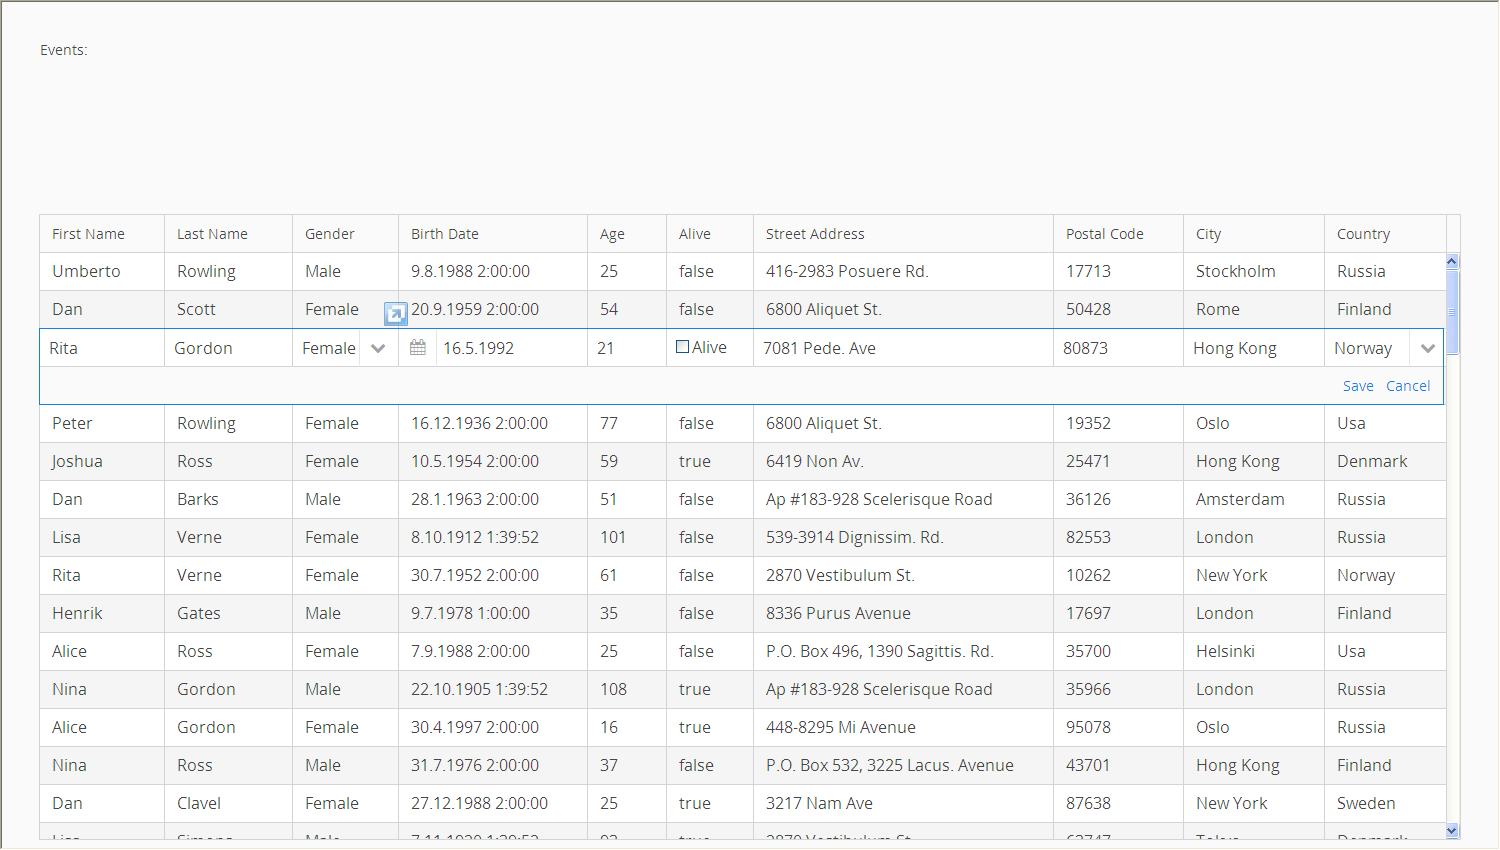 Events:
First Name Last Name Gender Birth Date Age Alive Street Address Postal Code City Country
Umberto Rowling Male 9.8.1988 2:00:00 25 false 416-2983 Posuere Rd. 17713 Stockholm Russia
Dan Scott Female 20.9.1959 2:00:00 54 false 6800 Aliquet St. 50428 Rome Finland
Rita Gordon Female 16.5.1992 21 Alive 7081 Pede. Ave 80873 Hong Kong Norway
Save Cancel
Peter Rowling Female 16.12.1936 2:00:00 77 false 6800 Aliquet St. 19352 Oslo Usa
Joshua Ross Female 10.5.1954 2:00:00 59 true 6419 Non Av. 25471 Hong Kong Denmark
Dan Barks Male 28.1.1963 2:00:00 51 false Ap #183-928 Scelerisque Road 36126 Amsterdam Russia
Lisa Verne Female 8.10.1912 1:39:52 101 false 539-3914 Dignissim. Rd. 82553 London Russia
Rita Verne Female 30.7.1952 2:00:00 61 false 2870 Vestibulum St. 10262 New York Norway
Henrik Gates Male 9.7.1978 1:00:00 35 false 8336 Purus Avenue 17697 London Finland
Alice Ross Female 7.9.1988 2:00:00 25 false P.O. Box 496, 1390 Sagittis. Rd. 35700 Helsinki Usa
Nina Gordon Male 22.10.1905 1:39:52 108 true Ap #183-928 Scelerisque Road 35966 London Russia
Alice Gordon Female 30.4.1997 2:00:00 16 true 448-8295 Mi Avenue 95078 Oslo Russia
Nina Ross Male 31.7.1976 2:00:00 37 false P.O. Box 532, 3225 Lacus. Avenue 43701 Hong Kong Finland
Dan Clavel Female 27.12.1988 2:00:00 25 true 3217 Nam Ave 87638 New York Sweden